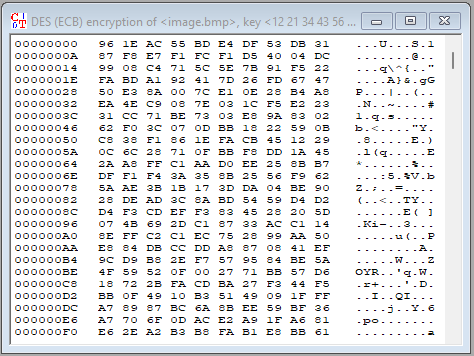 DES (ECB) encryption of <image.bmp>, key <12 21 34 43 56 ...
00000000 96 1E AC 55 BD E4 DF 53 DB 31 ...U...S.1
0000000A 87 F8 E7 F1 FC F1 D5 40 04 DC .......@..
00000014 99 08 C4 71 5C 5E 7B 91 F5 22 ...q\^{.."
0000001E FA BD A1 92 41 7D 26 FD 67 47 ....A}&.gG
00000028 50 E3 8A 00 7C E1 0E 28 B4 A8 P...|..(..
00000032 EA 4E C9 08 7E 03 1C F5 E2 23 .N..~....#
0000003C 31 CC 71 BE 73 03 E8 9A 83 02 1.q.s.....
00000046 62 F0 3C 07 0D BB 18 22 59 0B b.<...."Y.
00000050 C8 38 F1 86 1E FA CB 45 12 29 .8.....E.)
0000005A 0C 6C 28 71 0F BB F8 DD 1A 45 .l(q.....E
00000064 2A A8 FF C1 AA D0 EE 25 8B B7 *......%..
0000006E DF F1 F4 3A 35 8B 25 56 F9 62 ...:5.%V.b
00000078 5A AE 3B 1B 17 3D DA 04 BE 90 Z.;..=....
00000082 28 DE AD 3C 8A BD 54 59 D4 D2 (..<..TY..
0000008C D4 F3 CD EF F3 83 45 28 20 5D ......E( ]
00000096 07 4B 69 2D C1 87 33 AC C1 14 .Ki-..3...
000000A0 8E FF C2 C1 EC 75 28 99 AA 50 .....u(..P
000000AA E8 84 DB CC DD A8 87 08 41 EF ........A.
000000B4 9C D9 B8 2E F7 57 95 84 BE 5A .....W...Z
000000BE 4F 59 52 0F 00 27 71 BB 57 D6 OYR..'q.W.
000000C8 18 72 2B FA CD BA 27 F3 44 F5 .r+...'.D.
000000D2 BB 0F 49 10 B3 51 49 09 1F FF ..I..QI...
000000DC A7 89 87 BC 6A 8B EE 59 BF 36 ....j..Y.6
000000E6 A7 70 6F 0D AC E2 A9 1F A6 81 .po.......
000000F0 E6 2E A2 B3 B8 FA B1 E8 BB 61 .........a